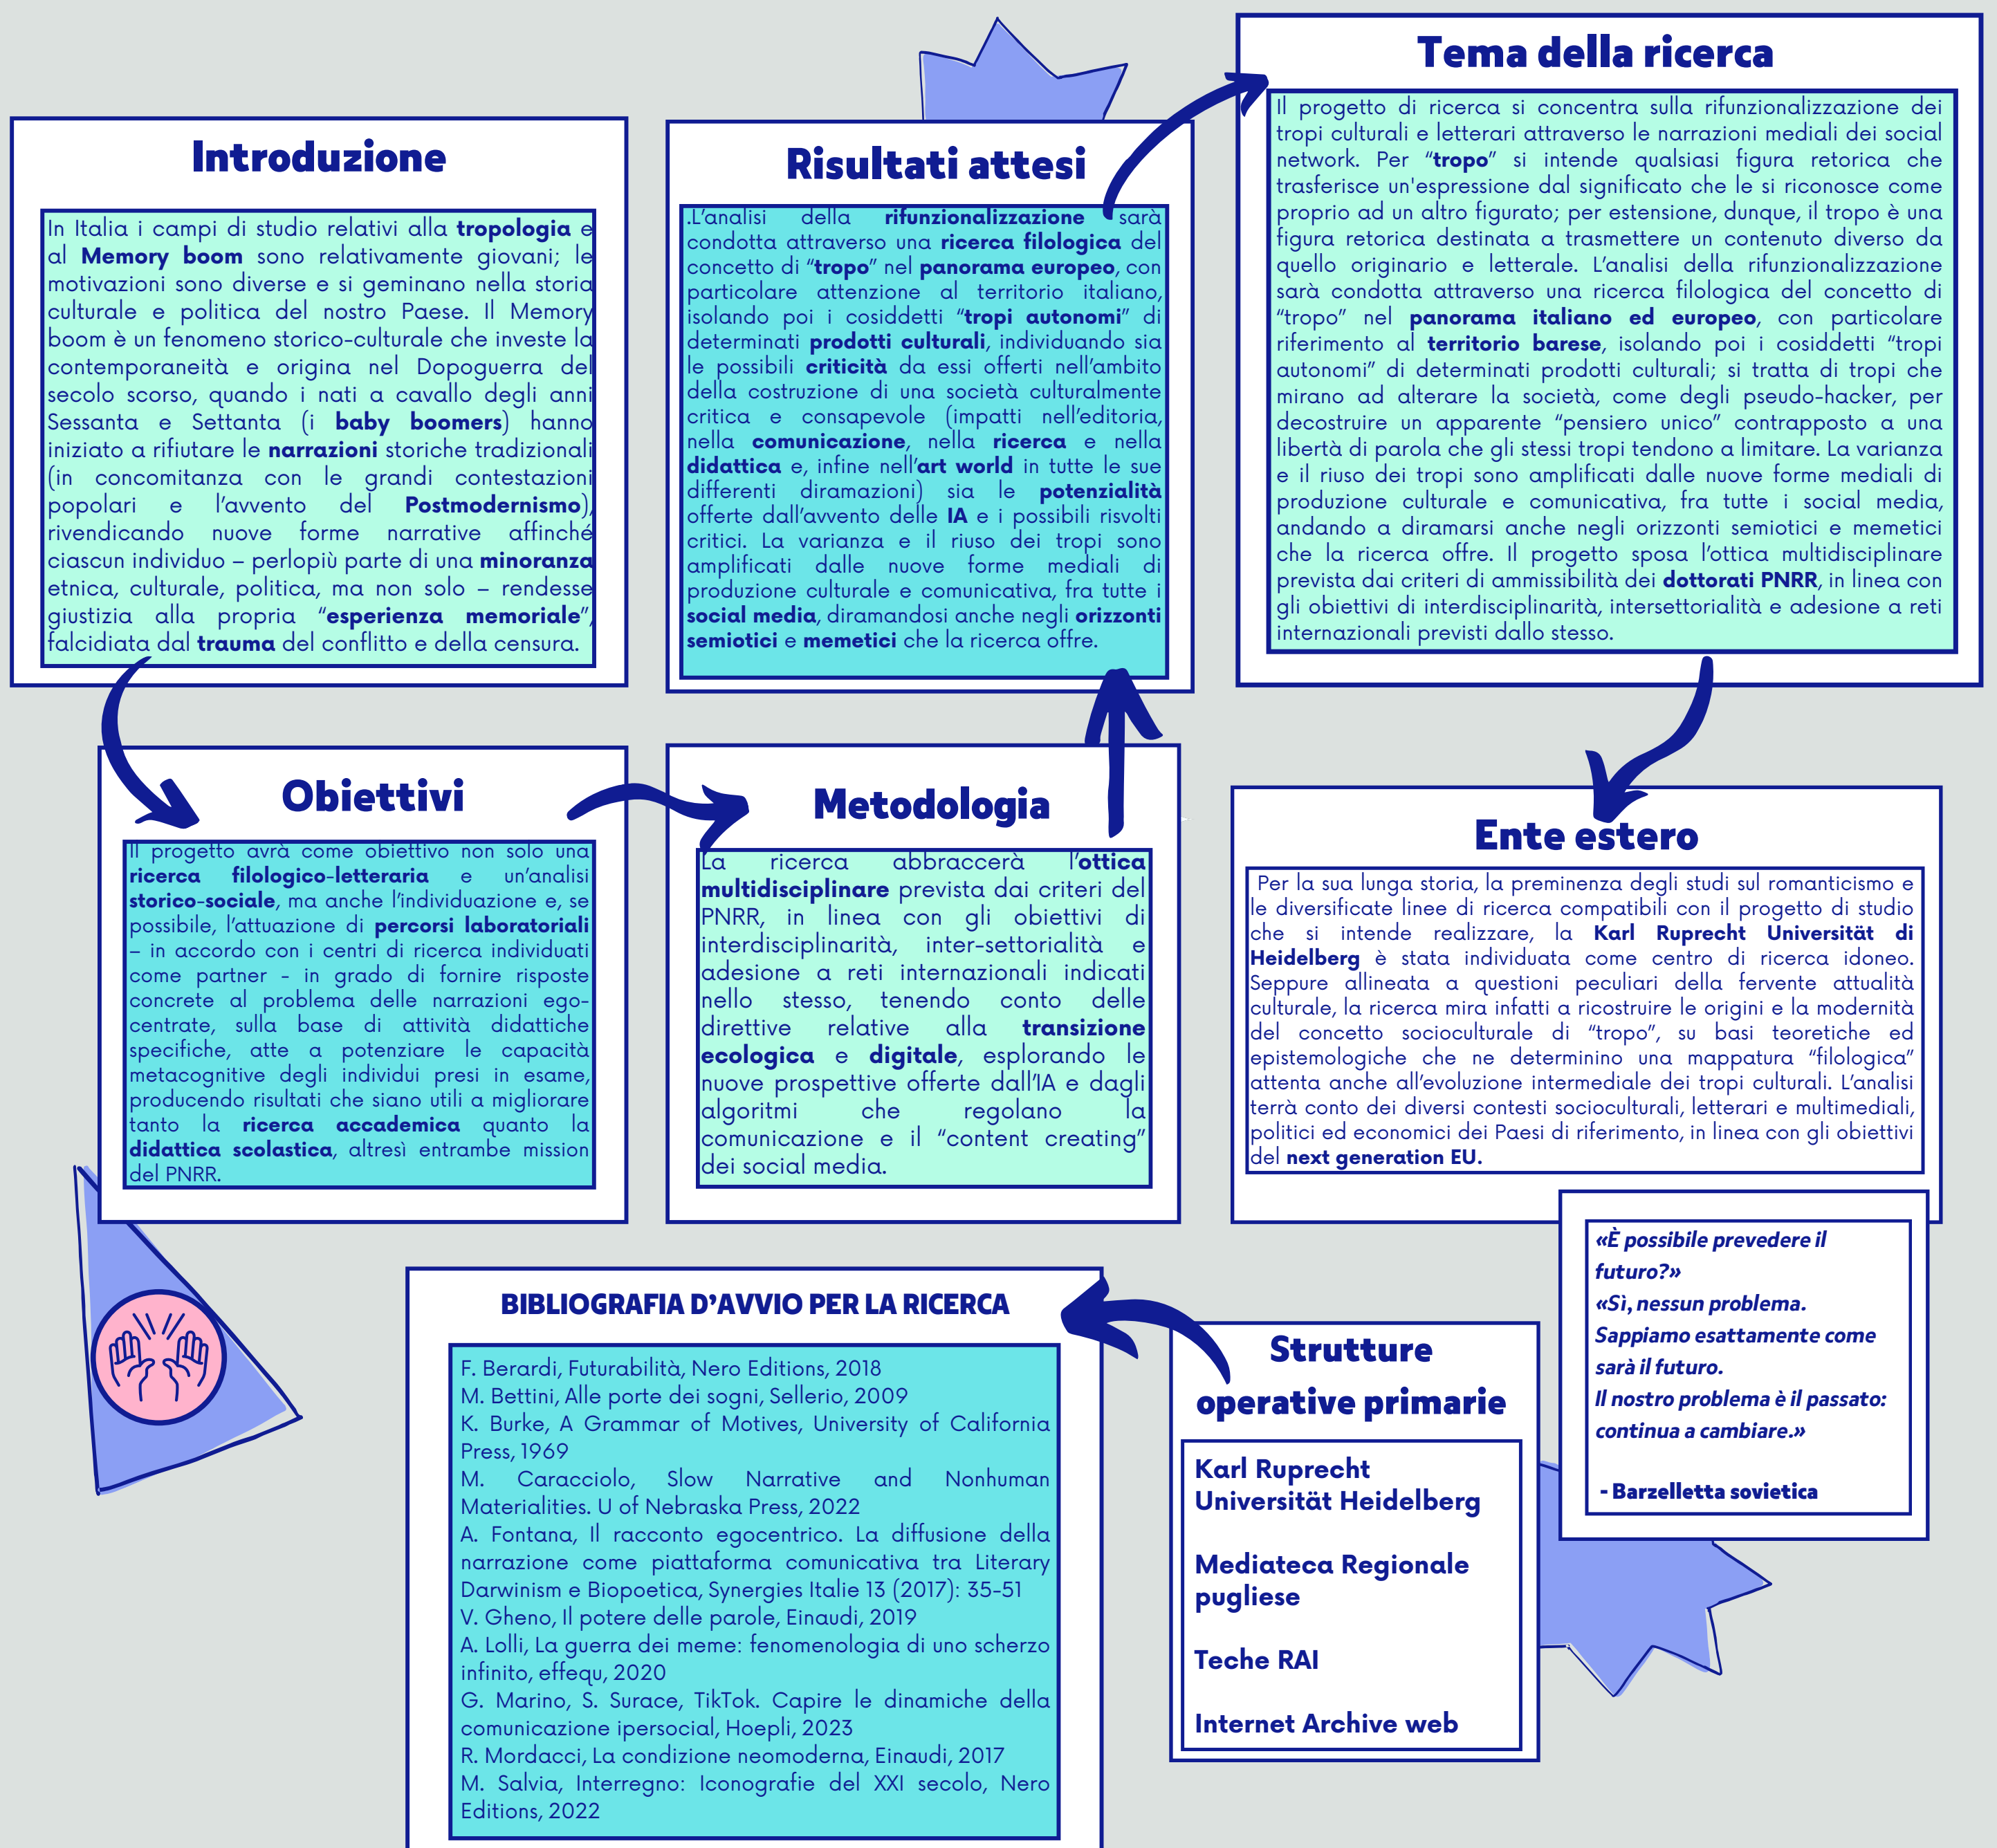 Introduzione
In Italia i campi di studio relativi alla tropologia e
al Memory boom sono relativamente giovani; le
motivazioni sono diverse e si geminano nella storia
culturale e politica del nostro Paese. Il Memory
boom è un fenomeno storico-culturale che investe la
contemporaneità e origina nel Dopoguerra del
secolo scorso, quando i nati a cavallo degli anni
Sessanta e Settanta (i baby boomers) hanno
iniziato a rifiutare le narrazioni storiche tradizionali
(in concomitanza con le grandi contestazioni
popolari e l'avvento del Postmodernismo),
rivendicando nuove forme narrative affinché
ciascun individuo – perlopiù parte di una minoranza
etnica, culturale, politica, ma non solo – rendesse
giustizia alla propria “esperienza memoriale”,
falcidiata dal trauma del conflitto e della censura.
Obiettivi
Il progetto avrà come obiettivo non solo una
ricerca filologico-letteraria e un'analisi
storico-sociale, ma anche l'individuazione e, se
possibile, l'attuazione di percorsi laboratoriali
– in accordo con i centri di ricerca individuati
come partner - in grado di fornire risposte
concrete al problema delle narrazioni ego-
centrate, sulla base di attività didattiche
specifiche, atte a potenziare le capacità
metacognitive degli individui presi in esame,
producendo risultati che siano utili a migliorare
tanto la ricerca accademica quanto la
didattica scolastica, altresì entrambe mission
del PNRR.
Metodologia
La ricerca abbraccerà l'ottica
multidisciplinare prevista dai criteri del
PNRR, in linea con gli obiettivi di
interdisciplinarità, inter-settorialità e
adesione a reti internazionali indicati
nello stesso, tenendo conto delle
direttive relative alla transizione
ecologica e digitale, esplorando le
nuove prospettive offerte dall'IA e dagli
algoritmi che regolano la
comunicazione e il “content creating”
dei social media.
Risultati attesi
.L'analisi della rifunzionalizzazione sarà
condotta attraverso una ricerca filologica del
concetto di “tropo” nel panorama europeo, con
particolare attenzione al territorio italiano,
isolando poi i cosiddetti “tropi autonomi” di
determinati prodotti culturali, individuando sia
le possibili criticità da essi offerti nell'ambito
della costruzione di una società culturalmente
critica e consapevole (impatti nell'editoria,
nella comunicazione, nella ricerca e nella
didattica e, infine nell'art world in tutte le sue
differenti diramazioni) sia le potenzialità
offerte dall'avvento delle IA e i possibili risvolti
critici. La varianza e il riuso dei tropi sono
amplificati dalle nuove forme mediali di
produzione culturale e comunicativa, fra tutte i
social media, diramandosi anche negli orizzonti
semiotici e memetici che la ricerca offre.
Tema della ricerca
Il progetto di ricerca si concentra sulla rifunzionalizzazione dei
tropi culturali e letterari attraverso le narrazioni mediali dei social
network. Per “tropo” si intende qualsiasi figura retorica che
trasferisce un'espressione dal significato che le si riconosce come
proprio ad un altro figurato; per estensione, dunque, il tropo è una
figura retorica destinata a trasmettere un contenuto diverso da
quello originario e letterale. L'analisi della rifunzionalizzazione
sarà condotta attraverso una ricerca filologica del concetto di
“tropo” nel panorama italiano ed europeo, con particolare
riferimento al territorio barese, isolando poi i cosiddetti “tropi
autonomi” di determinati prodotti culturali; si tratta di tropi che
mirano ad alterare la società, come degli pseudo-hacker, per
decostruire un apparente “pensiero unico” contrapposto a una
libertà di parola che gli stessi tropi tendono a limitare. La varianza
e il riuso dei tropi sono amplificati dalle nuove forme mediali di
produzione culturale e comunicativa, fra tutte i social media,
andando a diramarsi anche negli orizzonti semiotici e memetici
che la ricerca offre. Il progetto sposa l'ottica multidisciplinare
prevista dai criteri di ammissibilità dei dottorati PNRR, in linea con
gli obiettivi di interdisciplinarità, intersettorialità e adesione a reti
internazionali previsti dallo stesso.
Ente estero
Per la sua lunga storia, la preminenza degli studi sul romanticismo e
le diversificate linee di ricerca compatibili con il progetto di studio
che si intende realizzare, la Karl Ruprecht Universität di
Heidelberg è stata individuata come centro di ricerca idoneo.
Seppure allineata a questioni peculiari della fervente attualità
culturale, la ricerca mira infatti a ricostruire le origini e la modernità
del concetto socioculturale di “tropo”, su basi teoretiche ed
epistemologiche che ne determinino una mappatura “filologica”
attenta anche all'evoluzione intermediale dei tropi culturali. L'analisi
terrà conto dei diversi contesti socioculturali, letterari e multimediali,
politici ed economici dei Paesi di riferimento, in linea con gli obiettivi
del next generation EU.
«È possibile prevedere il
futuro?»
«Sì, nessun problema.
Sappiamo esattamente come
sarà il futuro.
Il nostro problema è il passato:
continua a cambiare.»
- Barzelletta sovietica
Strutture
operative primarie
Karl Ruprecht
Universität Heidelberg
Mediateca Regionale
pugliese
Teche RAI
Internet Archive web
BIBLIOGRAFIA D'AVVIO PER LA RICERCA
F. Berardi, Futurabilità, Nero Editions, 2018
M. Bettini, Alle porte dei sogni, Sellerio, 2009
K. Burke, A Grammar of Motives, University of California
Press, 1969
M. Caracciolo, Slow Narrative and Nonhuman
Materialities. U of Nebraska Press, 2022
A. Fontana, Il racconto egocentrico. La diffusione della
narrazione come piattaforma comunicativa tra Literary
Darwinism e Biopoetica, Synergies Italie 13 (2017): 35-51
V. Gheno, Il potere delle parole, Einaudi, 2019
A. Lolli, La guerra dei meme: fenomenologia di uno scherzo
infinito, effequ, 2020
G. Marino, S. Surace, TikTok. Capire le dinamiche della
comunicazione ipersocial, Hoepli, 2023
R. Mordacci, La condizione neomoderna, Einaudi, 2017
M. Salvia, Interregno: Iconografie del XXI secolo, Nero
Editions, 2022